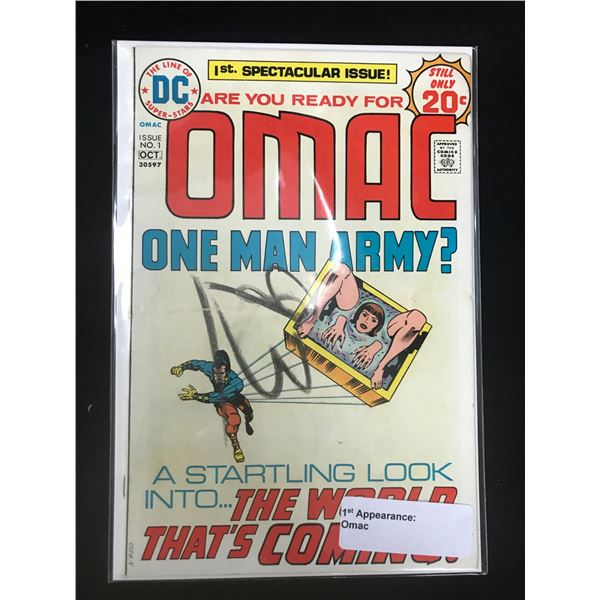 THE LINE OF
DC
SUPER-STARS
1st. SPECTACULAR ISSUE!
STILL
ONLY
20¢
ARE YOU READY FOR
OMAC
ISSUE
NO. 1
OCT.
30597
APPROVED
BY THE
COMICS
CODE
AUTHORITY
OMAC
ONE MAN ARMY?
A STARTLING LOOK
INTO... THE WORLD
THAT'S COMING!
1st Appearance:
Omac